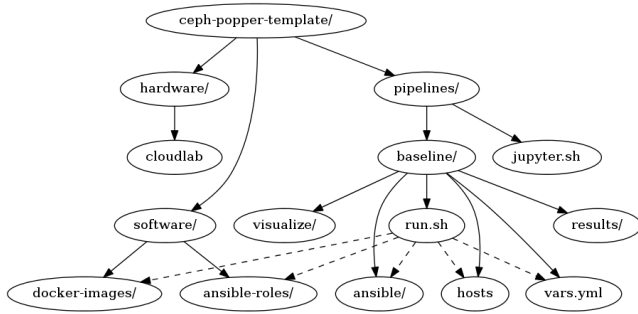 ceph-popper-template/
hardware/
pipelines/
cloudlab
baseline/
jupyter.sh
software/
visualize/
run.sh
results/
docker-images/
ansible-roles/
ansible/
hosts
vars.yml